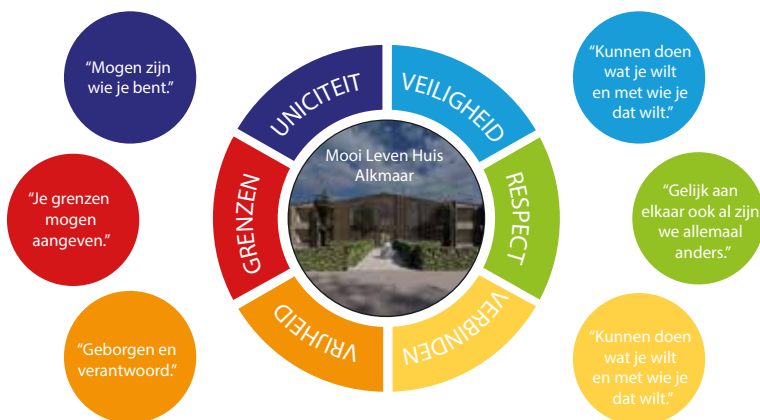 “Mogen zijn
wie je bent.”
“Je grenzen
mogen
aangeven.”
“Geborgen en
verantwoord.”
UNICITEIT
VEILIGHEID
RESPECT
VERBINDEN
VRIJHEID
GRENZEN
Mooi Leven Huis
Alkmaar
“Kunnen doen
wat je wilt
en met wie je
dat wilt.”
“Gelijk aan
elkaar ook al zijn
we allemaal
anders.”
“Kunnen doen
wat je wilt
en met wie je
dat wilt.”